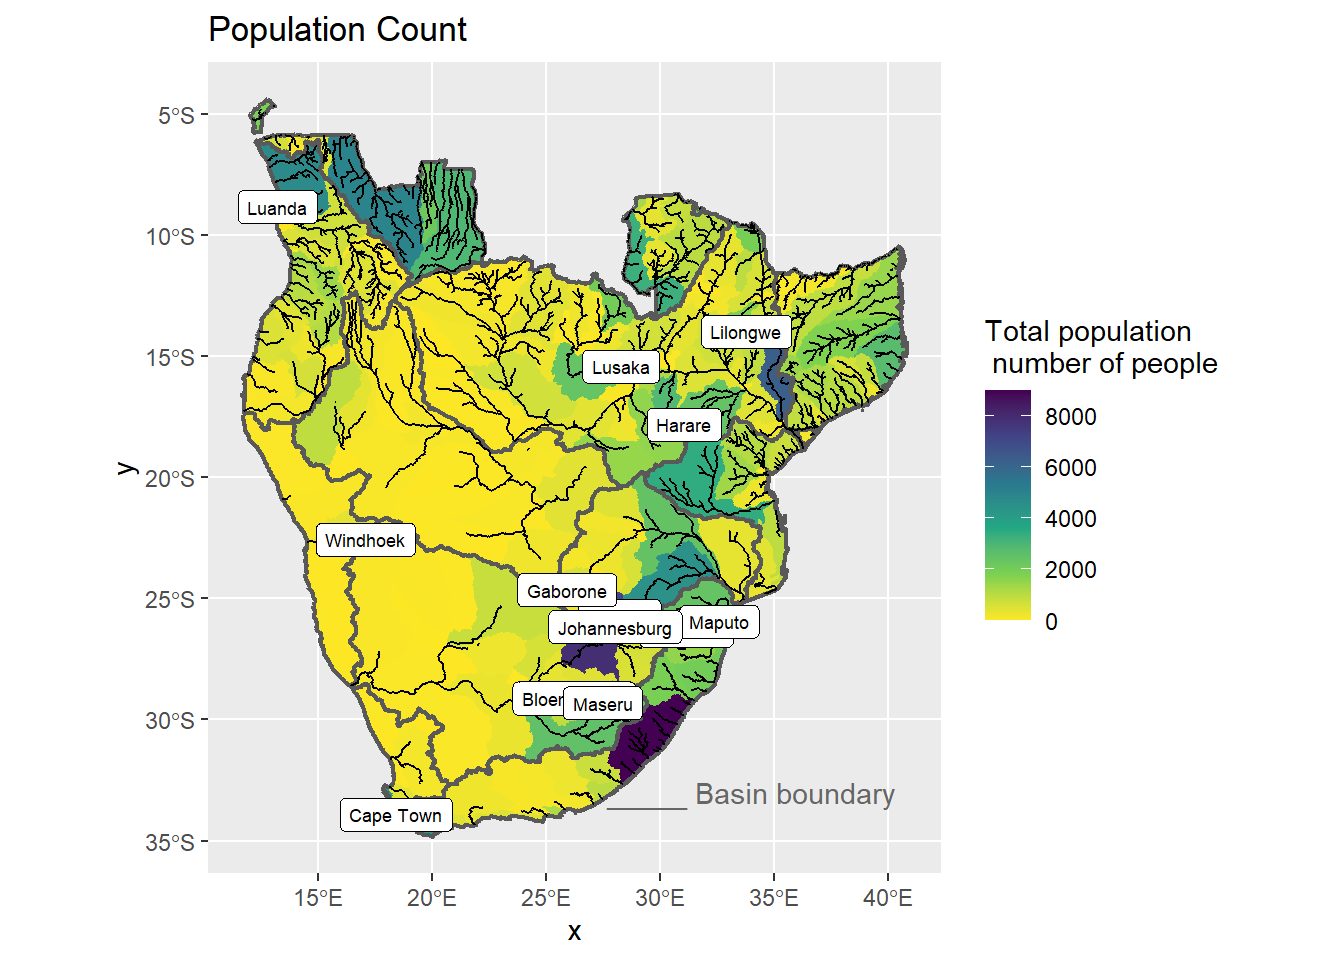 Population Count
5°S
10°S
15°S
20°S
25°S
30°S
35°S
y
Luanda
Lilongwe
Lusaka
Harare
Windhoek
Gaborone
Johannesburg
Maputo
Maseru
Cape Town
Basin boundary
15°E
20°E
25°E
30°E
35°E
40°E
x
Total population
number of people
8000
6000
4000
2000
0